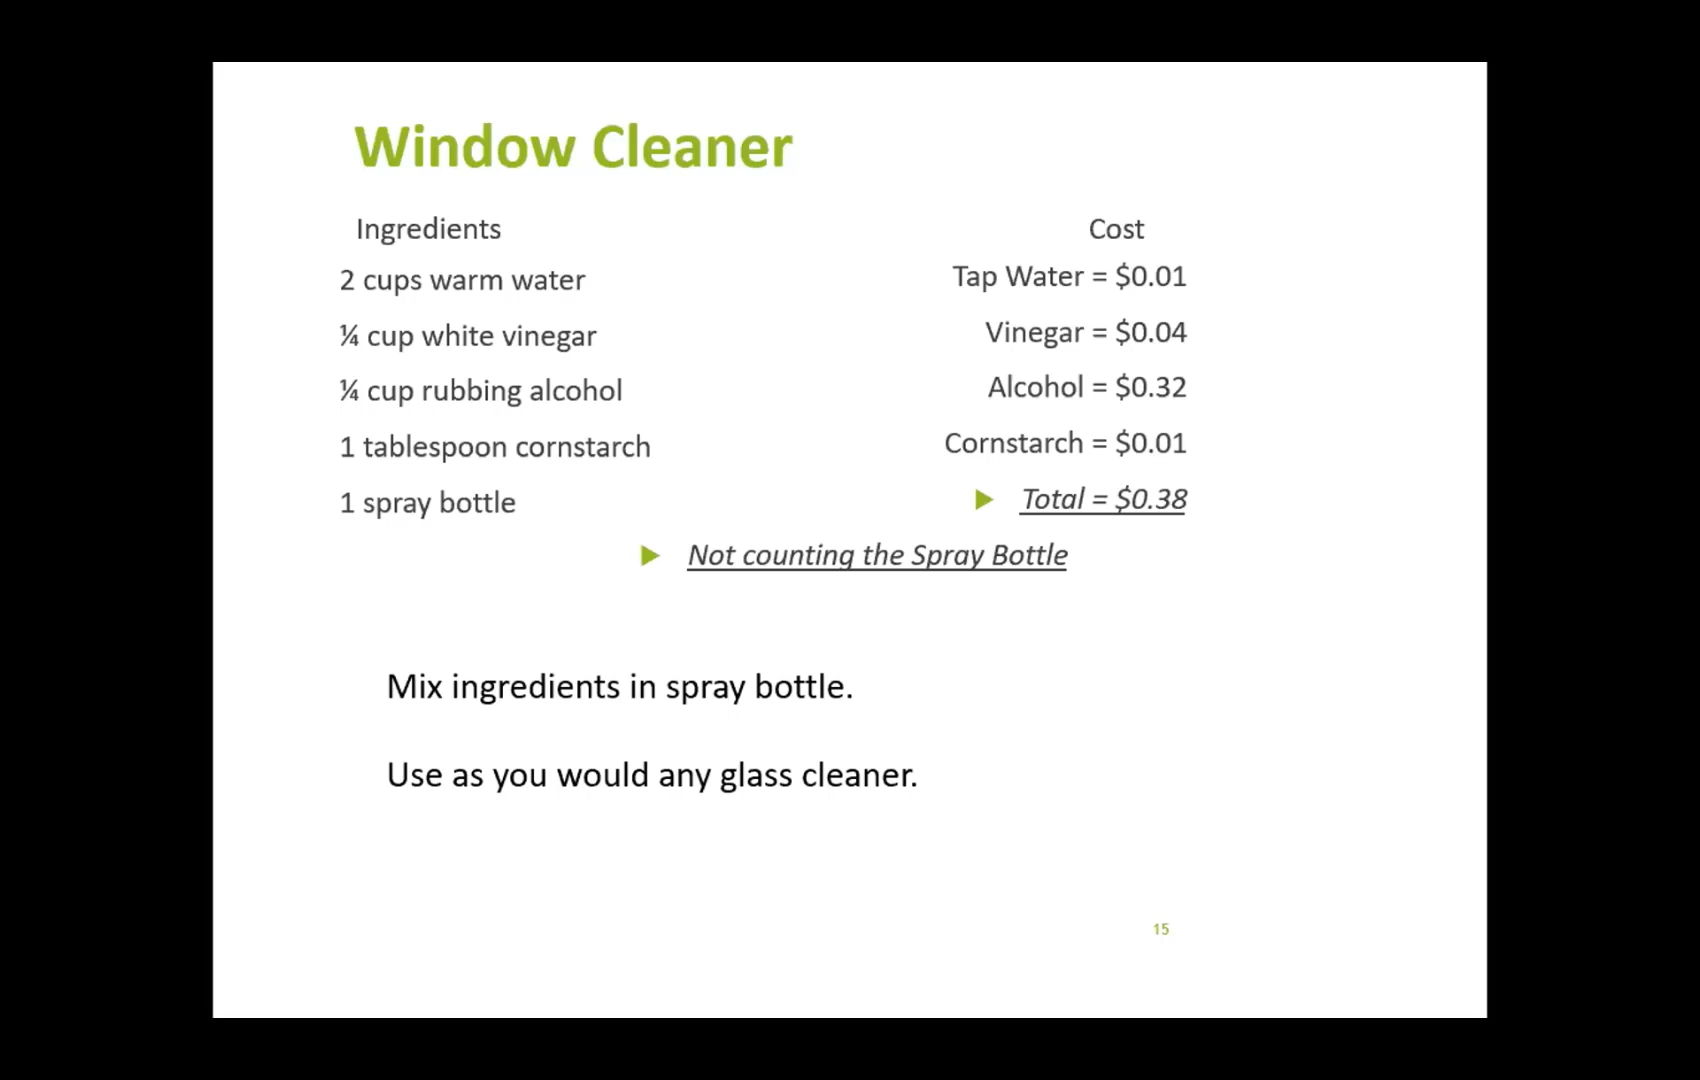 Window Cleaner
Ingredients
2 cups warm water
¼ cup white vinegar
¼ cup rubbing alcohol
1 tablespoon cornstarch
1 spray bottle
Cost
Tap Water = $0.01
Vinegar = $0.04
Alcohol = $0.32
Cornstarch = $0.01
Total = $0.38
Not counting the Spray Bottle
Mix ingredients in spray bottle.
Use as you would any glass cleaner.
15